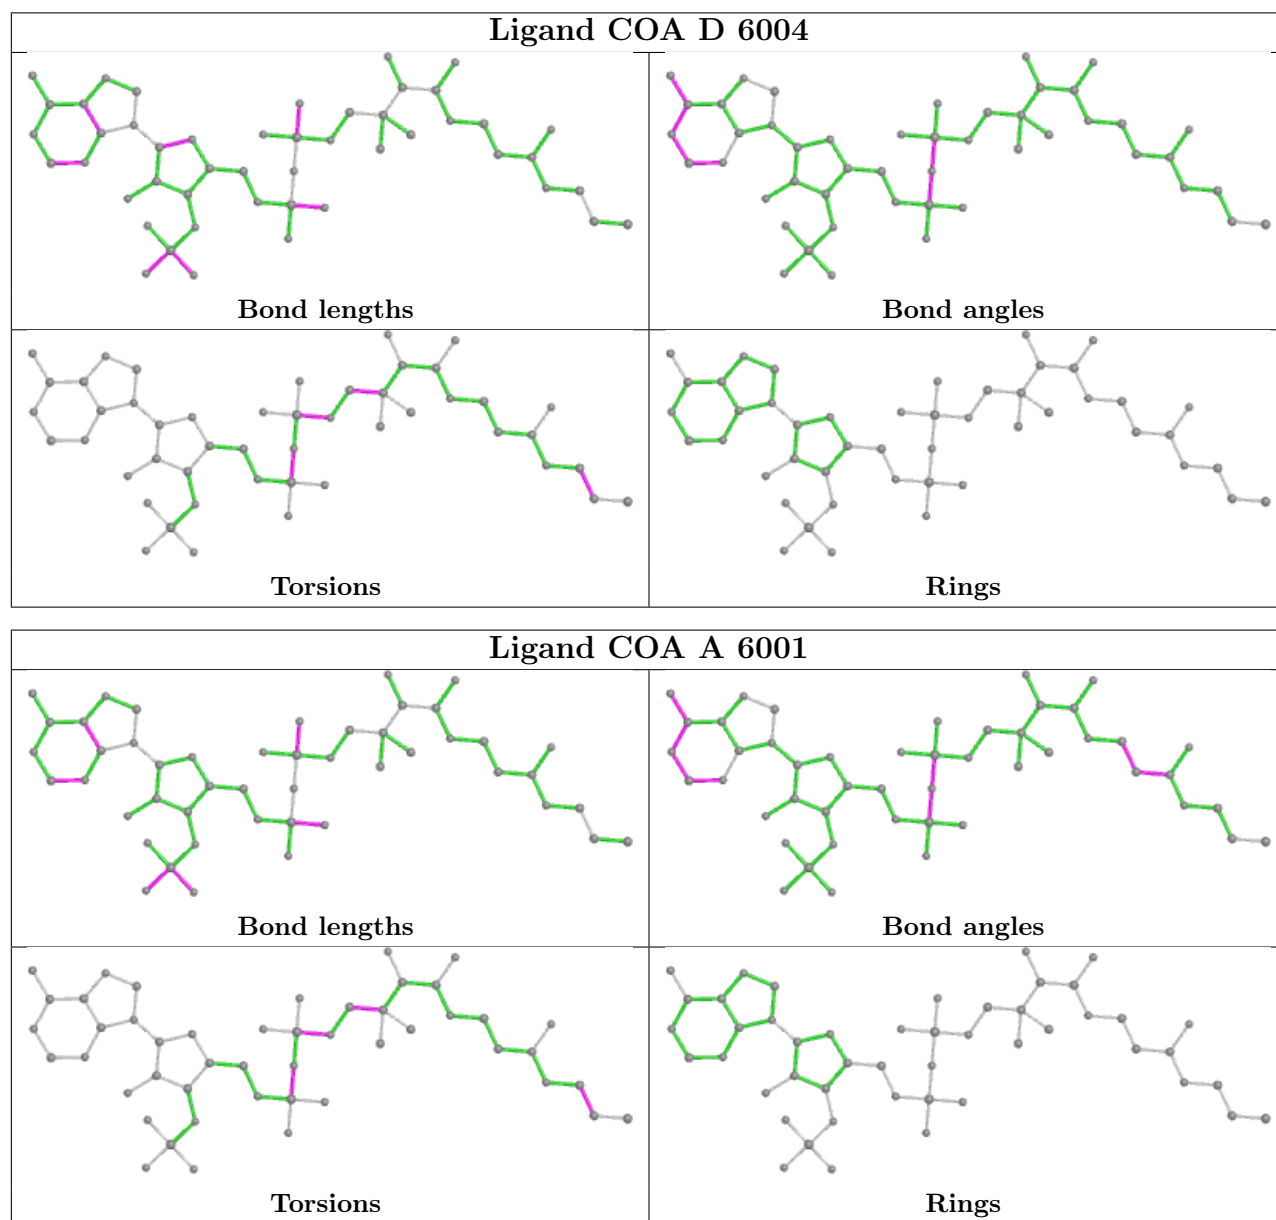 Ligand COA D 6004
Bond lengths
Bond angles
Torsions
Rings
Ligand COA A 6001
Bond lengths
Bond angles
Torsions
Rings